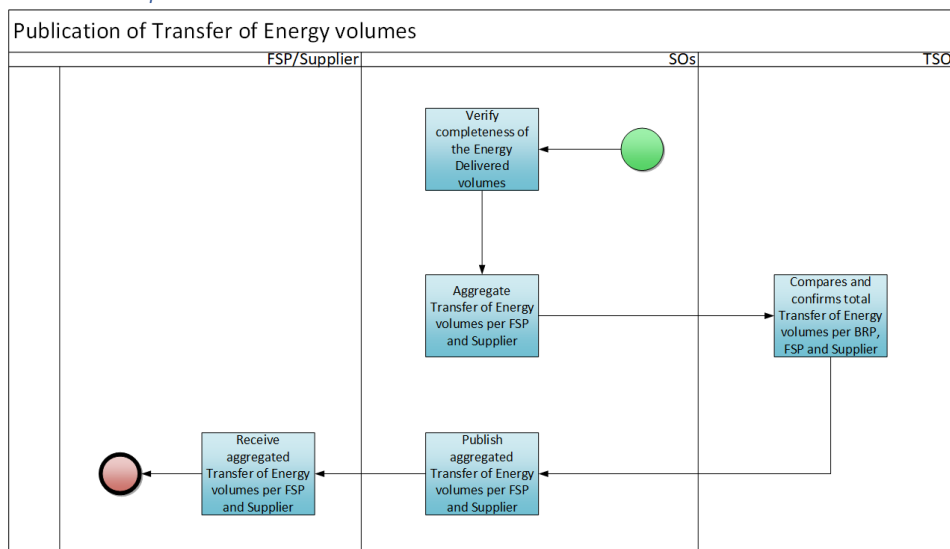 Publication of Transfer of Energy volumes
FSP/Supplier
SOs
TSO
Verify
completeness of
the Energy
Delivered
volumes
Aggregate
Transfer of Energy
volumes per FSP
and Supplier
Compares and
confirms total
Transfer of Energy
volumes per BRP,
FSP and Supplier
Receive
aggregated
Transfer of Energy
volumes per FSP
and Supplier
Publish
aggregated
Transfer of Energy
volumes per FSP
and Supplier